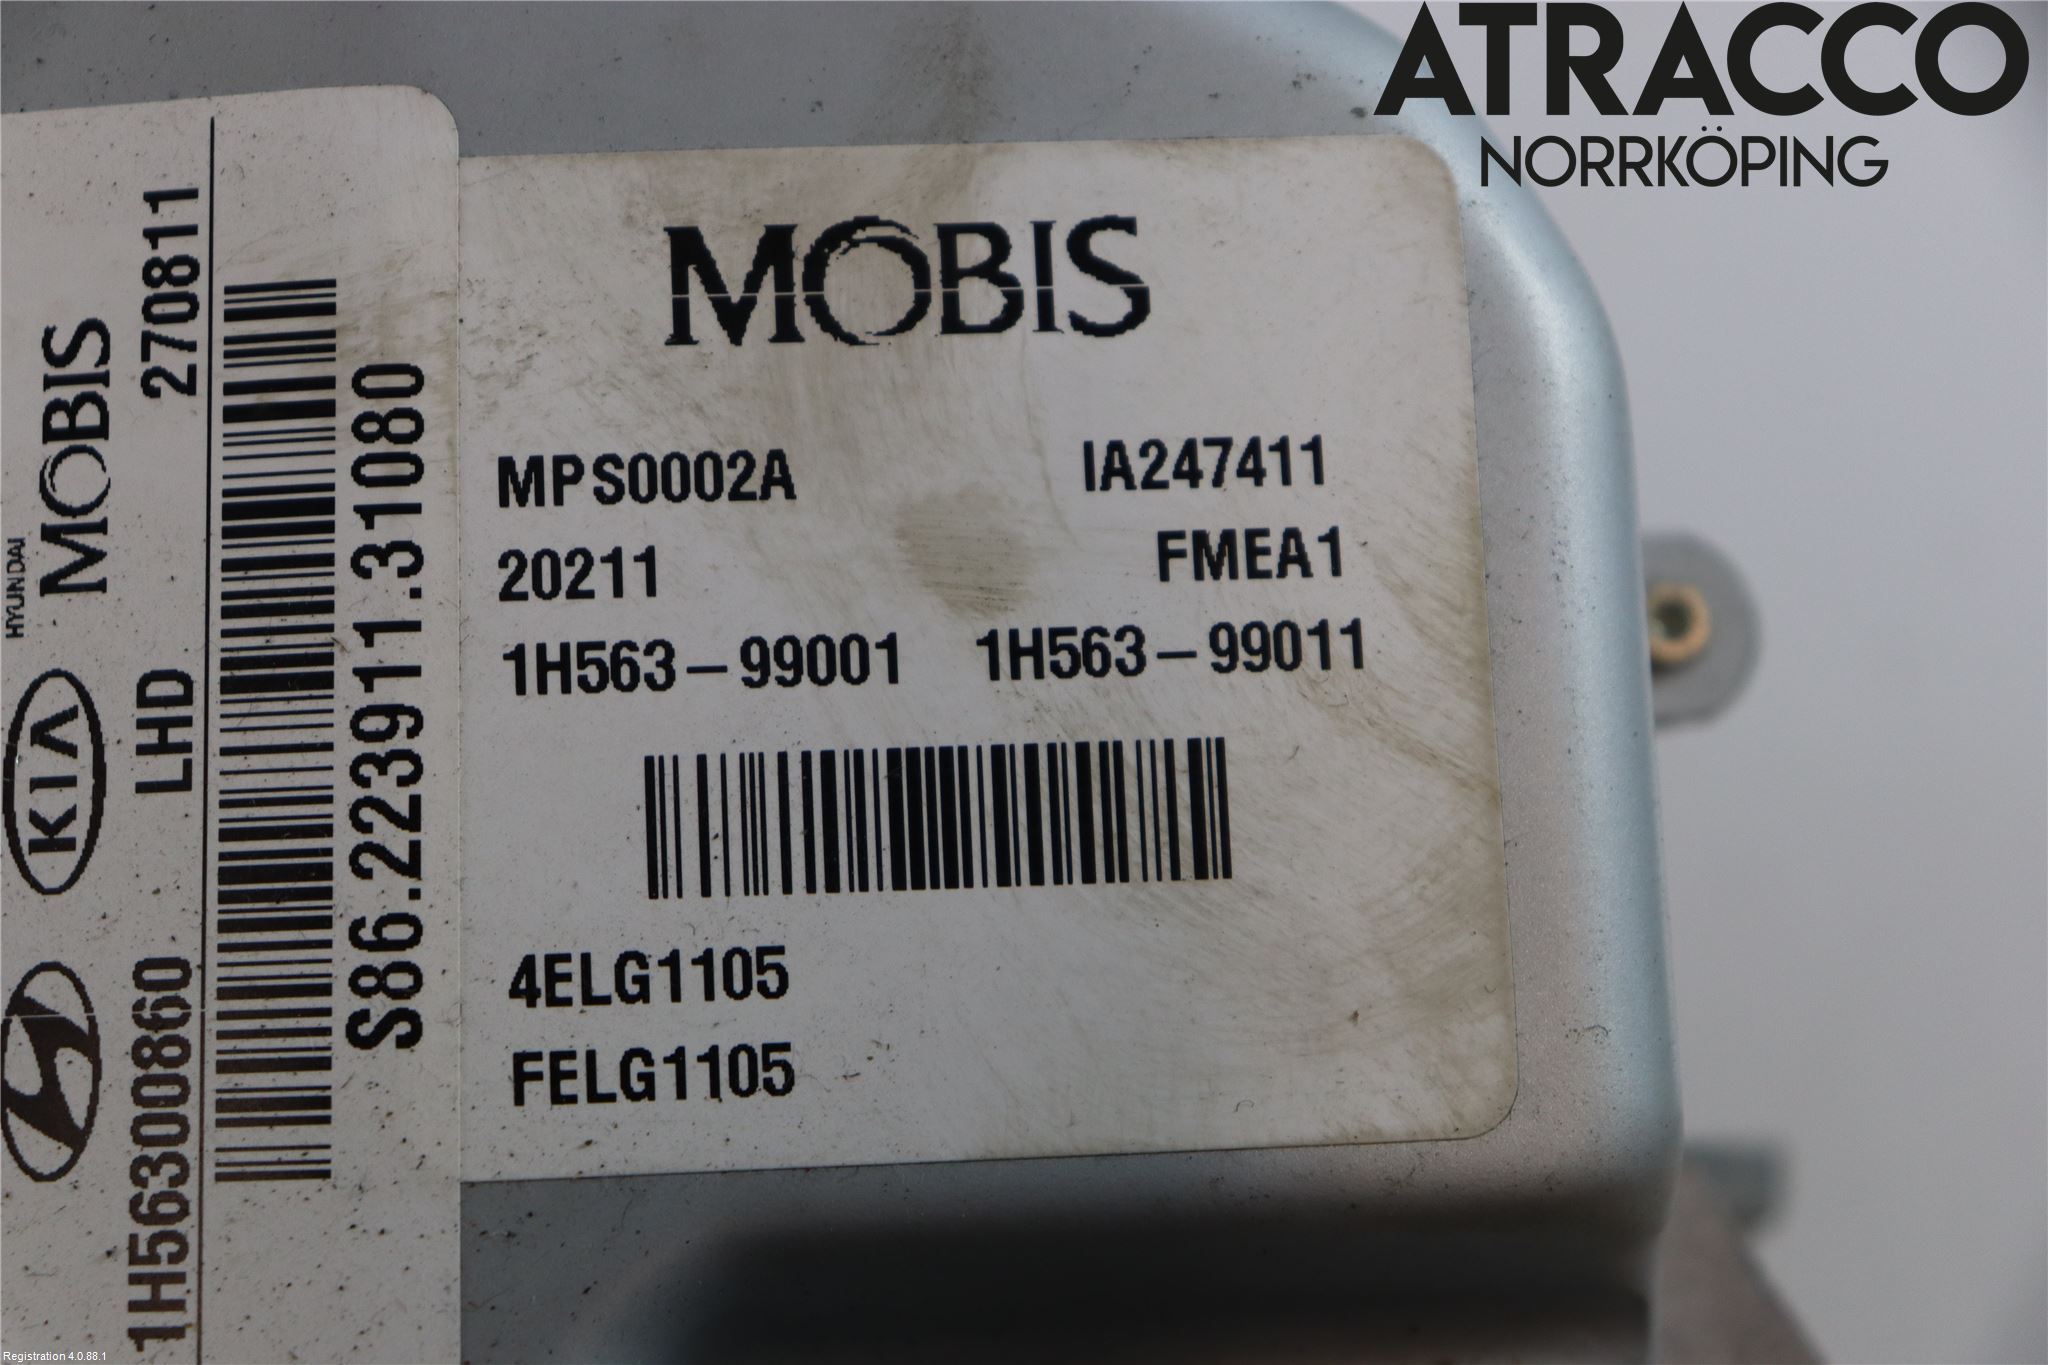 ATRACCO
NORRKÖPING
MOBIS
MPS0002A IA247411
20211 FMEA1
1H563-99001 1H563-99011
4ELG1105
FELG1105
HYUNDAI
MOBIS
KIA
270811
LHD
1H56300860
S86.223911.31080
Registration 4.0.88.1